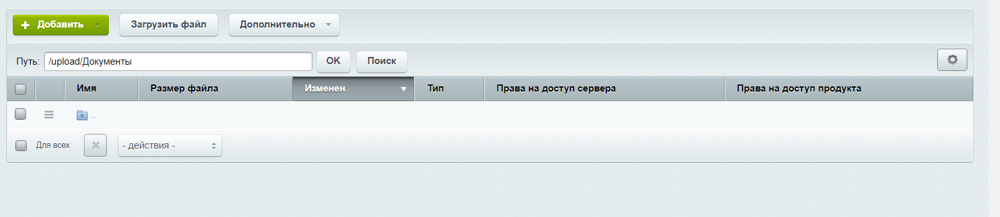 Добавить Загрузить файл Дополнительно
Путь: /upload/Документы OK Поиск
Имя Размер файла Изменен Тип Права на доступ сервера Права на доступ продукта
..
Для всех - действия -